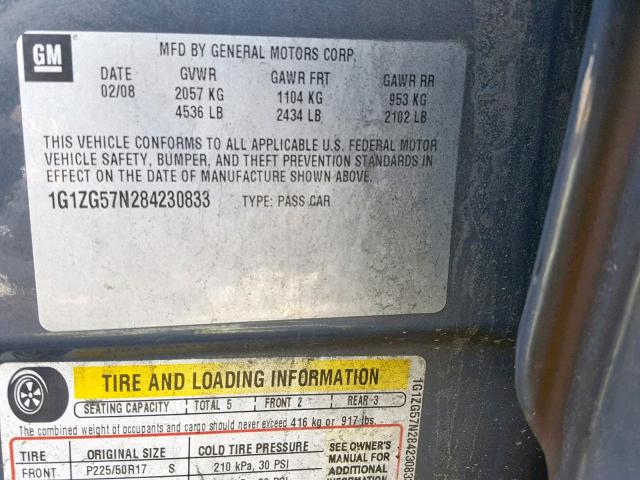 GM
MFD BY GENERAL MOTORS CORP.
DATE GVWR GAWR FRT GAWR RR
02/08 2057 KG 1104 KG 953 KG
4536 LB 2434 LB 2102 LB
THIS VEHICLE CONFORMS TO ALL APPLICABLE U.S. FEDERAL MOTOR
VEHICLE SAFETY, BUMPER, AND THEFT PREVENTION STANDARDS IN
EFFECT ON THE DATE OF MANUFACTURE SHOWN ABOVE.
1G1ZG57N284230833 TYPE: PASS CAR
TIRE AND LOADING INFORMATION
SEATING CAPACITY TOTAL 5 FRONT 2 REAR 3
The combined weight of occupants and cargo should never exceed 416 kg or 917 lbs.
TIRE ORIGINAL SIZE COLD TIRE PRESSURE
FRONT P225/50R17 S 210 kPa, 30 PSI
SEE OWNER'S
MANUAL FOR
ADDITIONAL
1G1ZG57N284230833